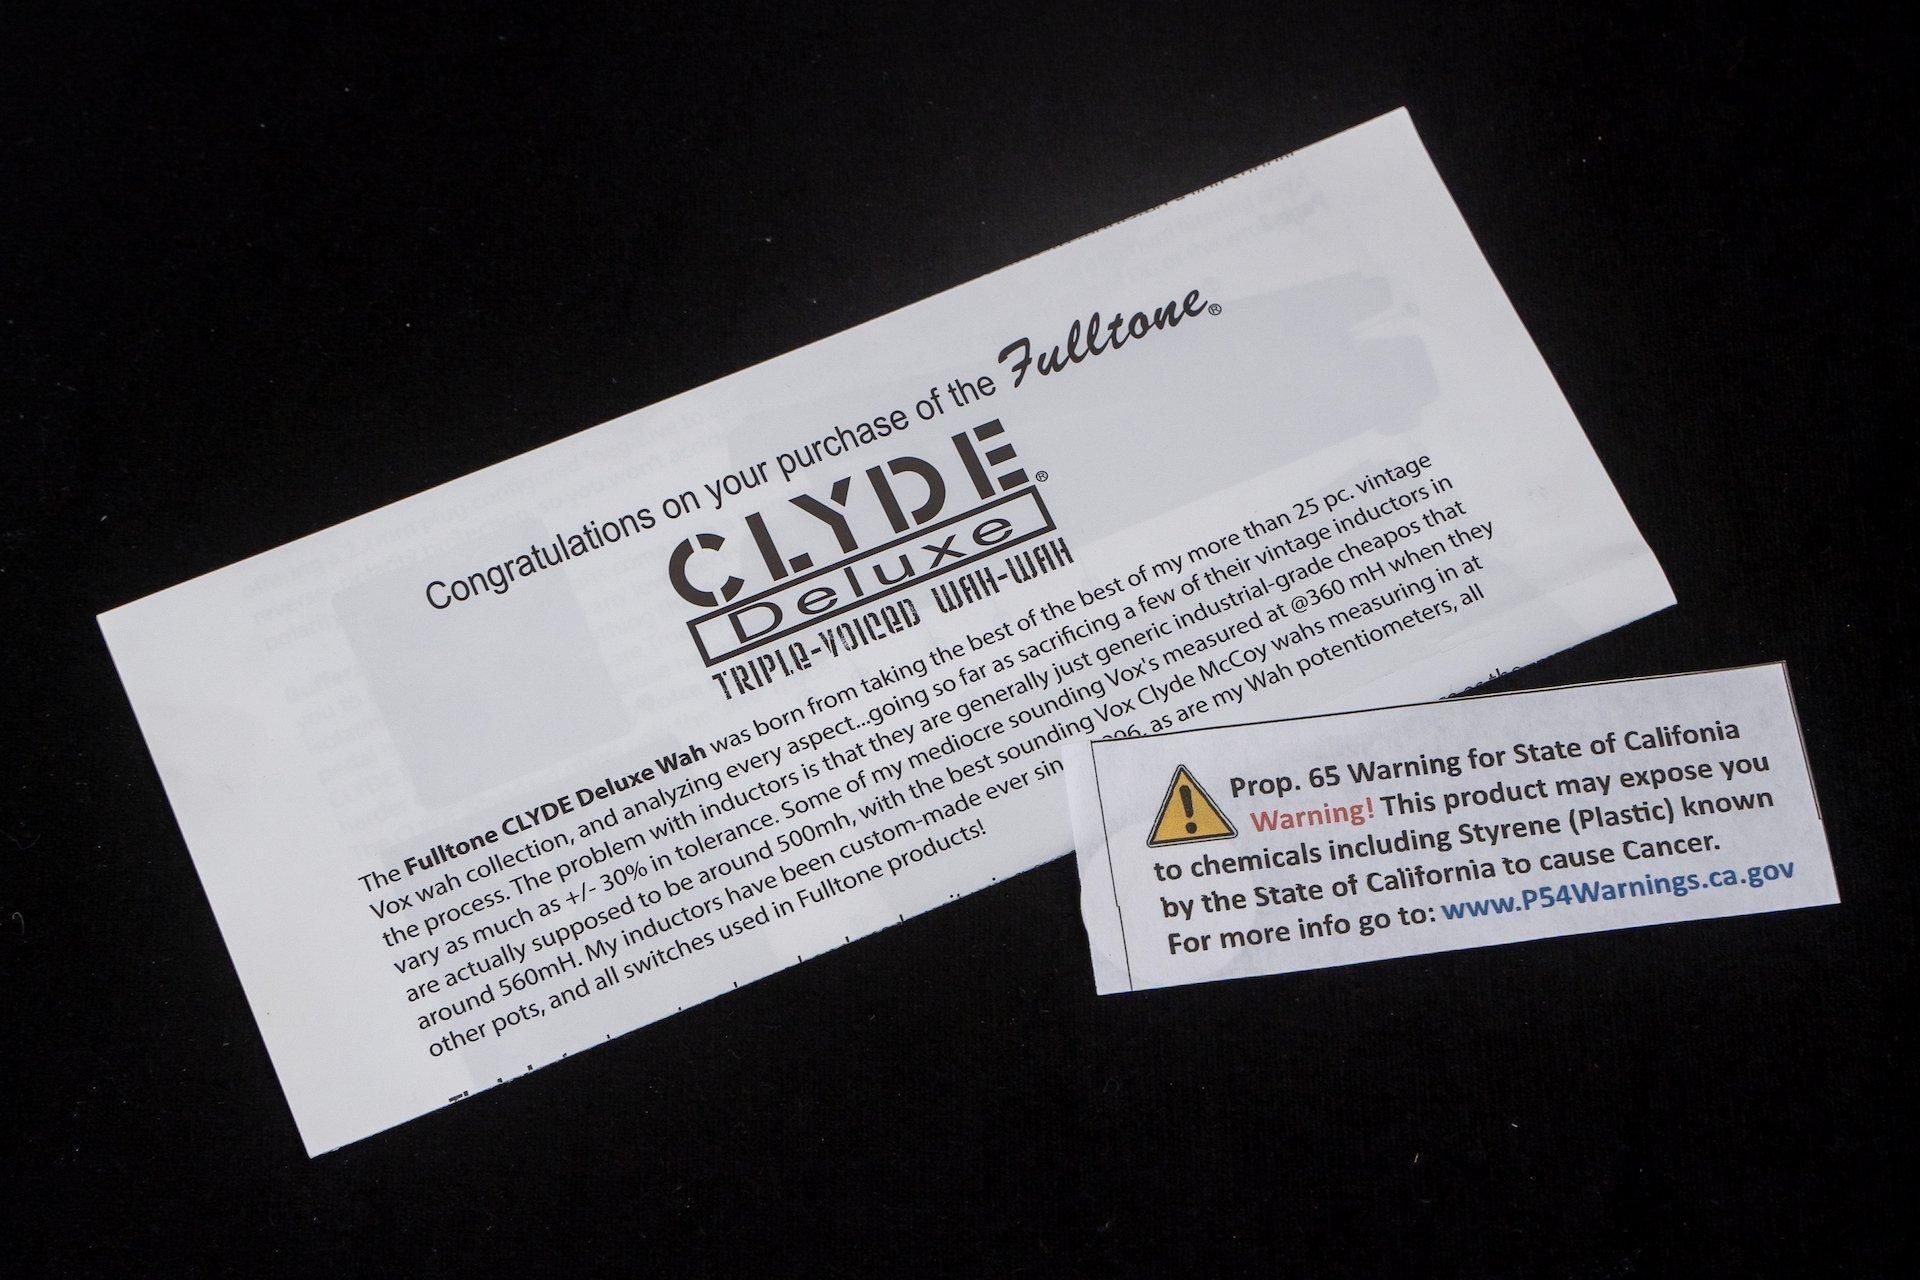 Congratulations on your purchase of the Fulltone®
CLYDE®
Deluxe
TRIPLE-VOICED WAH-WAH
The Fulltone CLYDE Deluxe Wah was born from taking the best of the best of my more than 25 pc. vintage
Vox wah collection, and analyzing every aspect...going so far as sacrificing a few of their vintage inductors in
the process. The problem with inductors is that they are generally just generic industrial-grade cheapos that
vary as much as +/- 30% in tolerance. Some of my mediocre sounding Vox's measured at @360 mH when they
are actually supposed to be around 500mh, with the best sounding Vox Clyde McCoy wahs measuring in at
around 560mH. My inductors have been custom-made ever sin 96, as are my Wah potentiometers, all
other pots, and all switches used in Fulltone products!
Prop. 65 Warning for State of Califonia
Warning! This product may expose you
to chemicals including Styrene (Plastic) known
by the State of California to cause Cancer.
For more info go to: www.P54Warnings.ca.gov